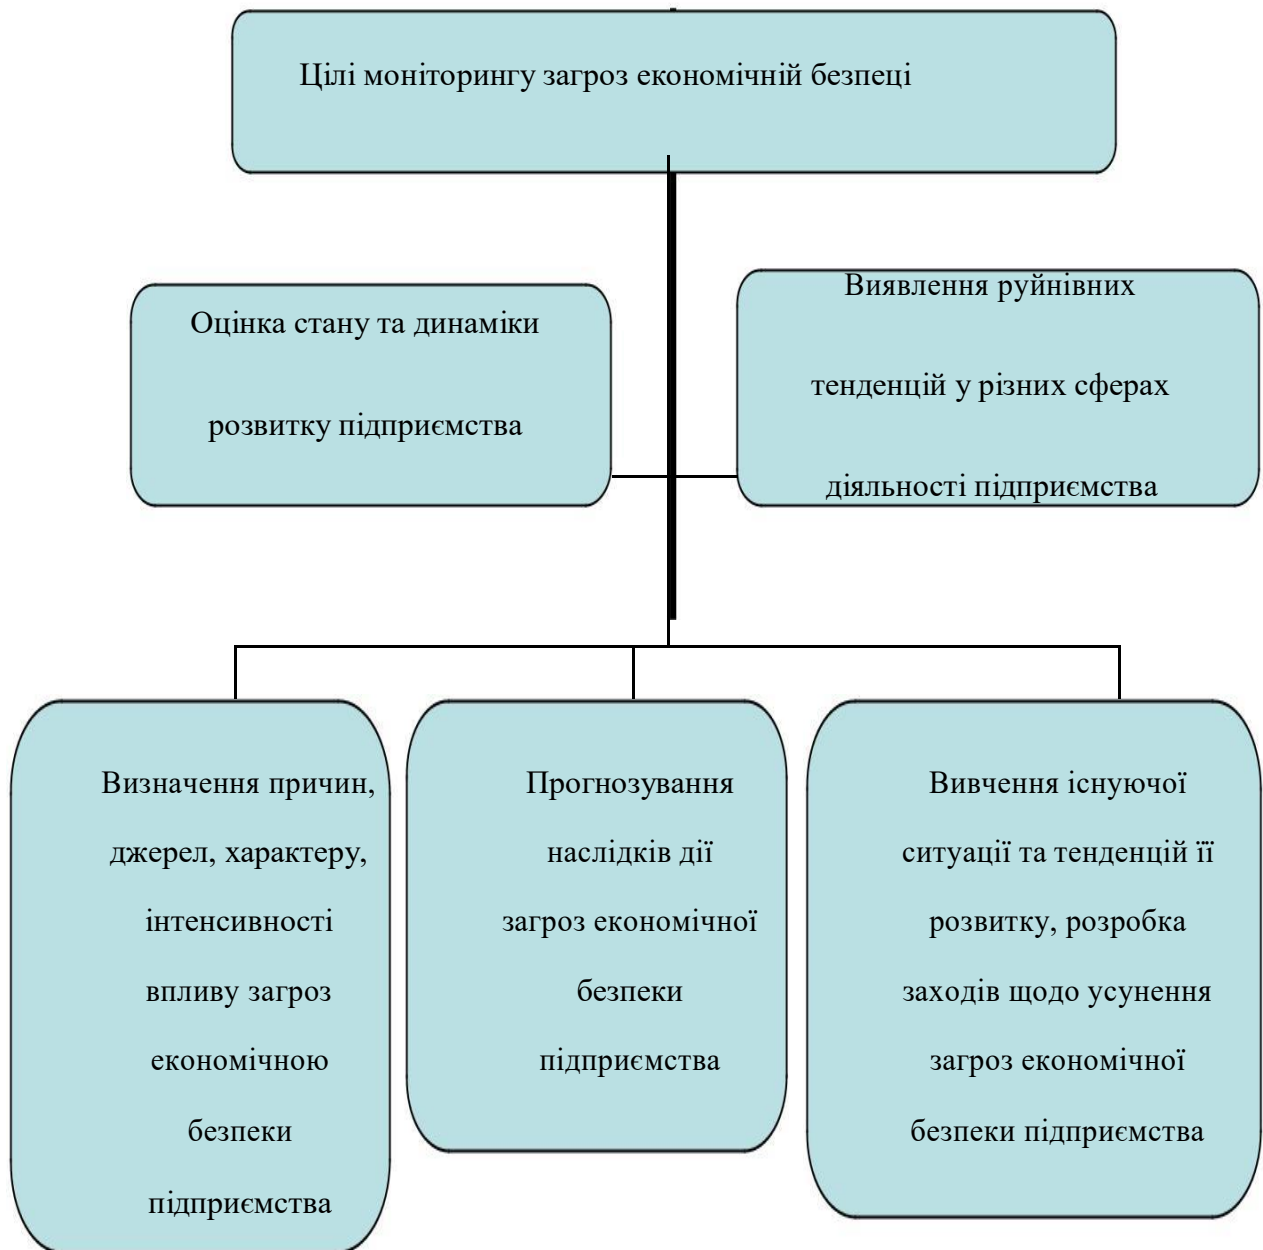 Цілі моніторингу загроз економічній безпеці
Оцінка стану та динаміки
розвитку підприємства
Виявлення руйнівних
тенденцій у різних сферах
діяльності підприємства
Визначення причин,
джерел, характеру,
інтенсивності
впливу загроз
економічною
безпеки
підприємства
Прогнозування
наслідків дії
загроз економічної
безпеки
підприємства
Вивчення існуючої
ситуації та тенденцій її
розвитку, розробка
заходів щодо усунення
загроз економічної
безпеки підприємства